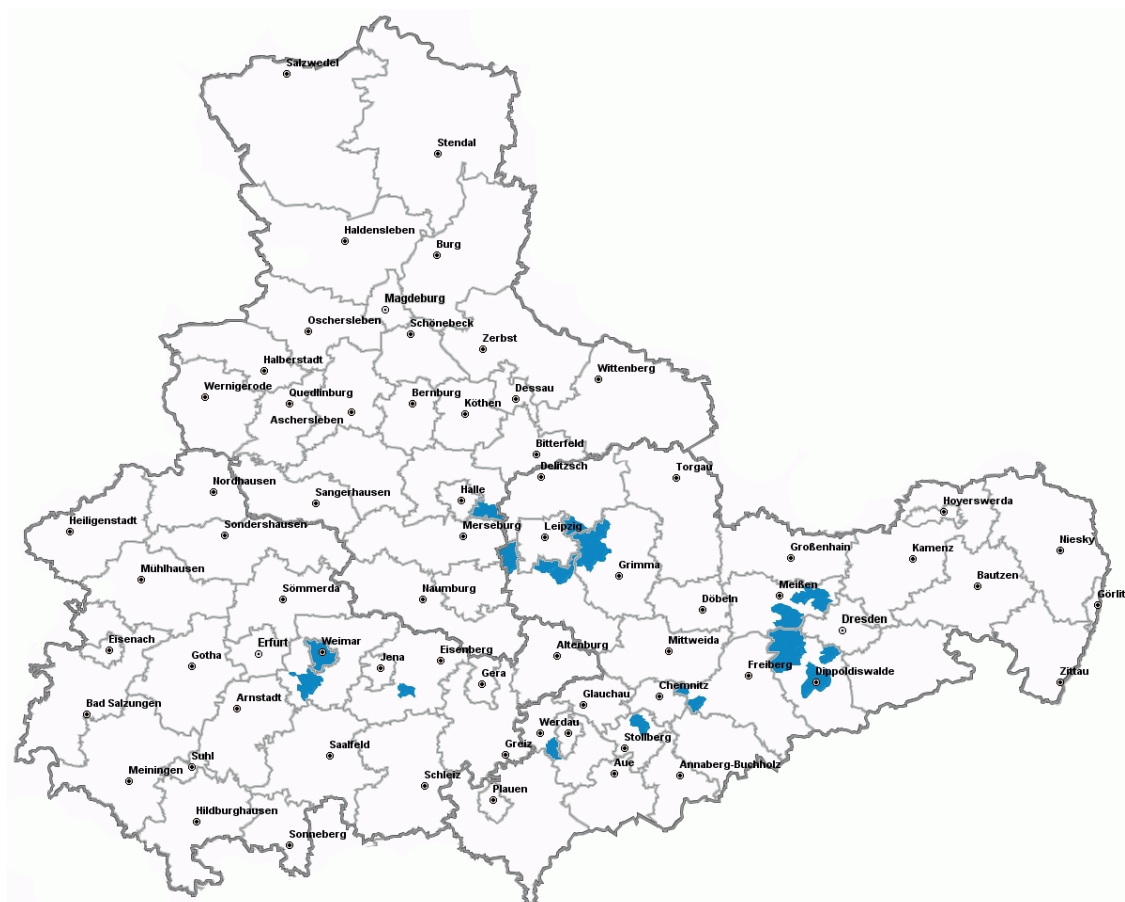 Salzwedel
Stendal
Haldensleben
Burg
Magdeburg
Oschersleben
Schönebeck
Zerbst
Halberstadt
Wittenberg
Wernigerode
Quedlinburg
Bernburg
Dessau
Köthen
Aschersleben
Bitterfeld
Delitzsch
Torgau
Nordhausen
Sangerhausen
Halle
Hoyerswerda
Heiligenstadt
Sondershausen
Merseburg
Leipzig
Niesky
Großenhain
Kamenz
Mühlhausen
Grimma
Bautzen
Sömmerda
Naumburg
Meißen
Döbeln
Görlit
Dresden
Eisenach
Erfurt
Weimar
Altenburg
Mittweida
Gotha
Jena
Eisenberg
Gera
Freiberg
Dippoldiswalde
Zittau
Bad Salzungen
Arnstadt
Glauchau
Chemnitz
Werdau
Stollberg
Suhl
Saalfeld
Greiz
Meiningen
Schleiz
Aue
Annaberg-Buchholz
Plauen
Hildburghausen
Sonneberg